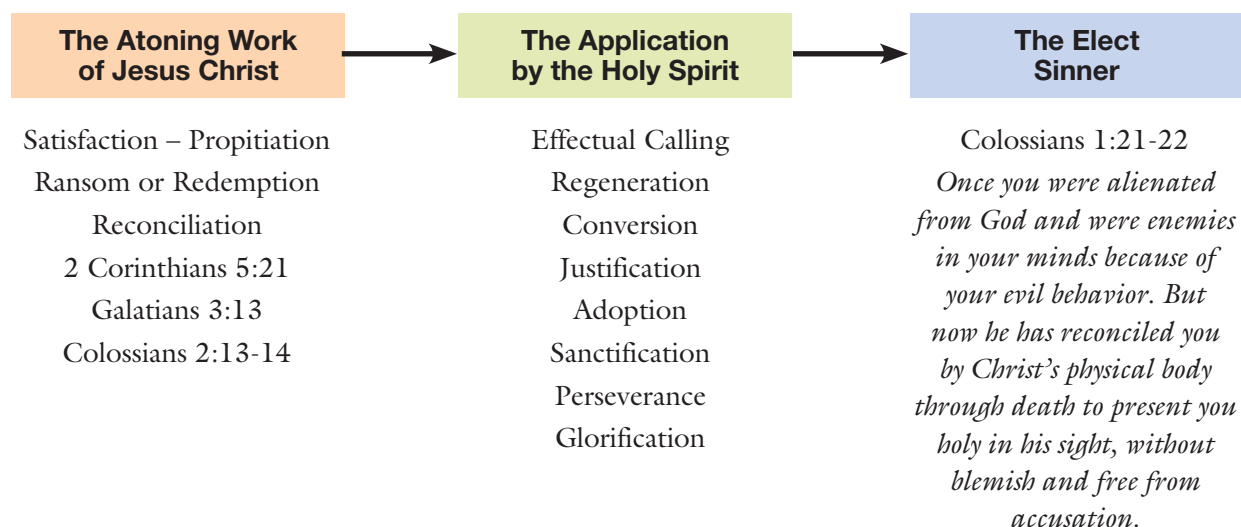 The Atoning Work
of Jesus Christ
Satisfaction – Propitiation
Ransom or Redemption
Reconciliation
2 Corinthians 5:21
Galatians 3:13
Colossians 2:13-14
The Application
by the Holy Spirit
Effectual Calling
Regeneration
Conversion
Justification
Adoption
Sanctification
Perseverance
Glorification
The Elect
Sinner
Colossians 1:21-22
Once you were alienated
from God and were enemies
in your minds because of
your evil behavior. But
now he has reconciled you
by Christ’s physical body
through death to present you
holy in his sight, without
blemish and free from
accusation.